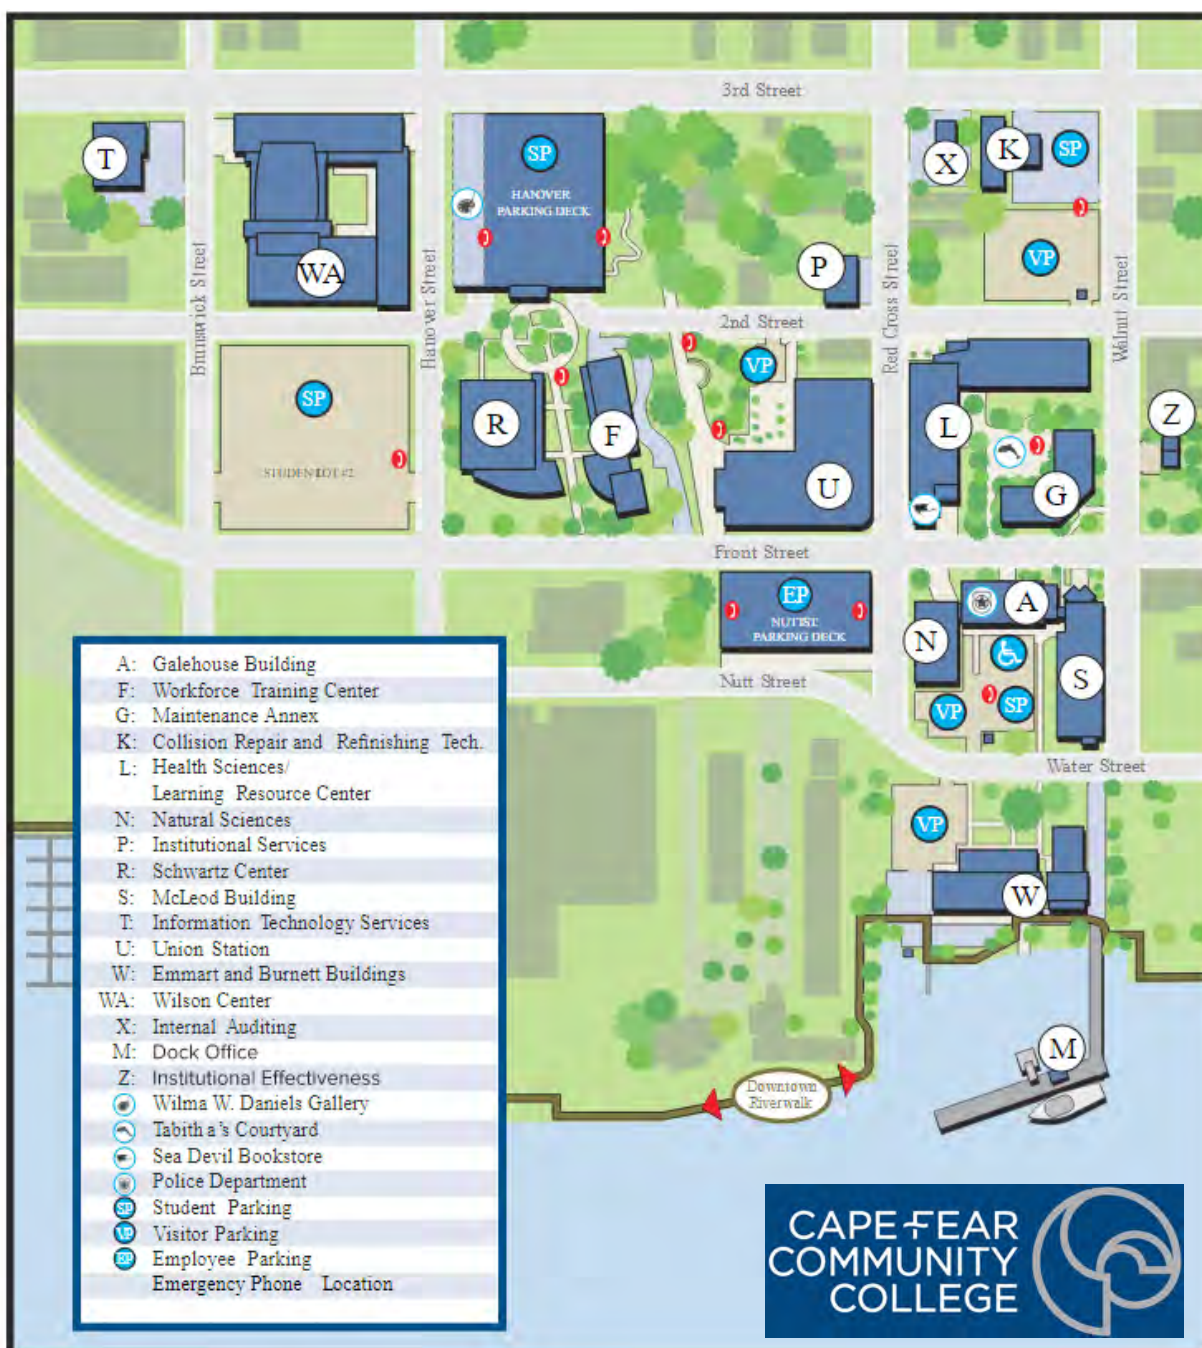 3rd Street
T
SP
HANOVER
PARKING DECK
X
K
SP
WA
P
VP
Brunswick Street
Hanover Street
Red Cross Street
Walnut Street
2nd Street
VP
SP
R
F
L
Z
STUDENT LOT #2
U
G
Front Street
EP
NUTT ST.
PARKING DECK
A
N
S
Nutt Street
VP
SP
Water Street
VP
W
M
Downtown
Riverwalk
A: Galehouse Building
F: Workforce Training Center
G: Maintenance Annex
K: Collision Repair and Refinishing Tech.
L: Health Sciences/
Learning Resource Center
N: Natural Sciences
P: Institutional Services
R: Schwartz Center
S: McLeod Building
T: Information Technology Services
U: Union Station
W: Emmart and Burnett Buildings
WA: Wilson Center
X: Internal Auditing
M: Dock Office
Z: Institutional Effectiveness
Wilma W. Daniels Gallery
Tabitha's Courtyard
Sea Devil Bookstore
Police Department
SP Student Parking
VP Visitor Parking
EP Employee Parking
Emergency Phone Location
CAPE FEAR
COMMUNITY
COLLEGE